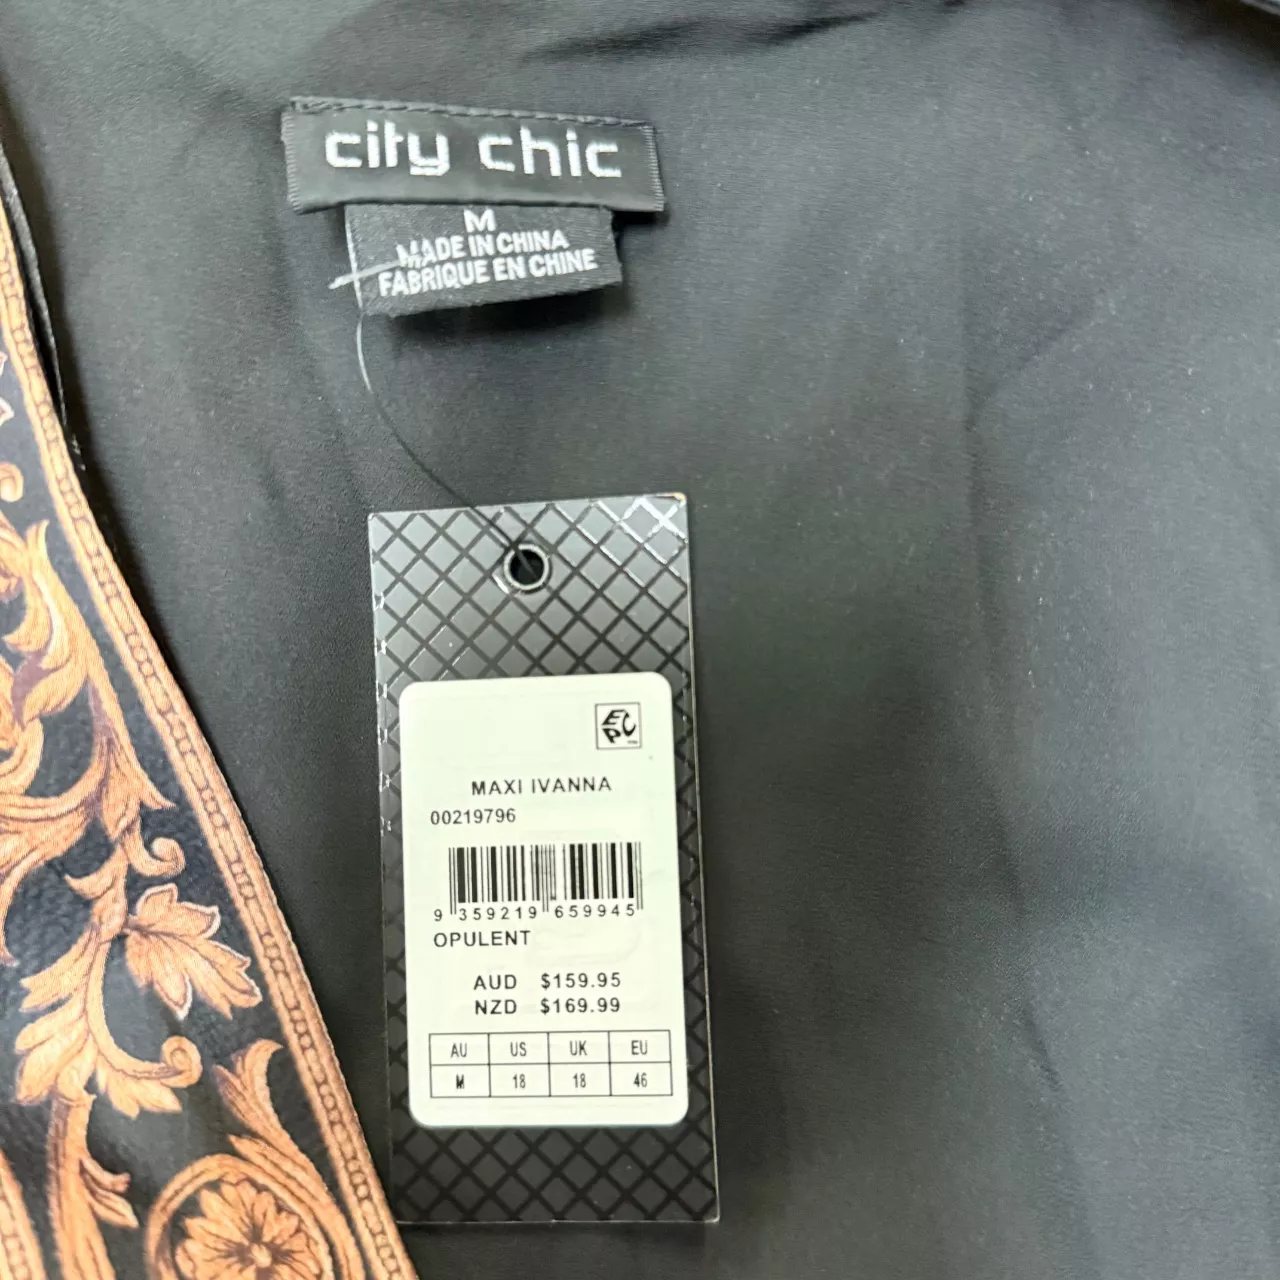 city chic
M
MADE IN CHINA
FABRIQUE EN CHINE
EPC
MAXI IVANNA
00219796
9 359219 659945
OPULENT
AUD $159.95
NZD $169.99
AU US UK EU
M 18 18 46